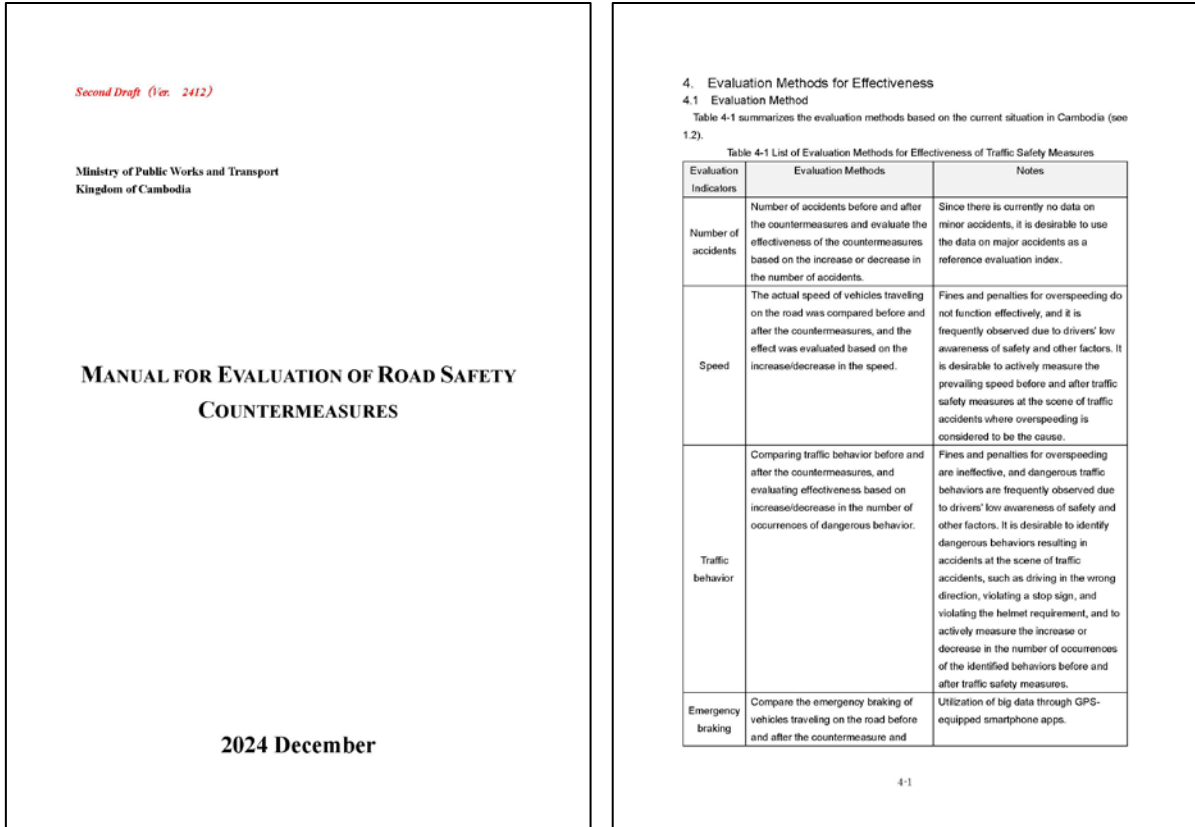 Second Draft (Ver. 2412)
Ministry of Public Works and Transport
Kingdom of Cambodia
MANUAL FOR EVALUATION OF ROAD SAFETY
COUNTERMEASURES
2024 December
4. Evaluation Methods for Effectiveness
4.1 Evaluation Method
Table 4-1 summarizes the evaluation methods based on the current situation in Cambodia (see
1.2).
Table 4-1 List of Evaluation Methods for Effectiveness of Traffic Safety Measures
Evaluation
Indicators
Evaluation Methods
Notes
Number of
accidents
Number of accidents before and after
the countermeasures and evaluate the
effectiveness of the countermeasures
based on the increase or decrease in
the number of accidents.
Since there is currently no data on
minor accidents, it is desirable to use
the data on major accidents as a
reference evaluation index.
Speed
The actual speed of vehicles traveling
on the road was compared before and
after the countermeasures, and the
effect was evaluated based on the
increase/decrease in the speed.
Fines and penalties for overspeeding do
not function effectively, and it is
frequently observed due to drivers' low
awareness of safety and other factors. It
is desirable to actively measure the
prevailing speed before and after traffic
safety measures at the scene of traffic
accidents where overspeeding is
considered to be the cause.
Traffic
behavior
Comparing traffic behavior before and
after the countermeasures, and
evaluating effectiveness based on
increase/decrease in the number of
occurrences of dangerous behavior.
Fines and penalties for overspeeding
are ineffective, and dangerous traffic
behaviors are frequently observed due
to drivers' low awareness of safety and
other factors. It is desirable to identify
dangerous behaviors resulting in
accidents at the scene of traffic
accidents, such as driving in the wrong
direction, violating a stop sign, and
violating the helmet requirement, and to
actively measure the increase or
decrease in the number of occurrences
of the identified behaviors before and
after traffic safety measures.
Emergency
braking
Compare the emergency braking of
vehicles traveling on the road before
and after the countermeasure and
Utilization of big data through GPS-
equipped smartphone apps.
4-1